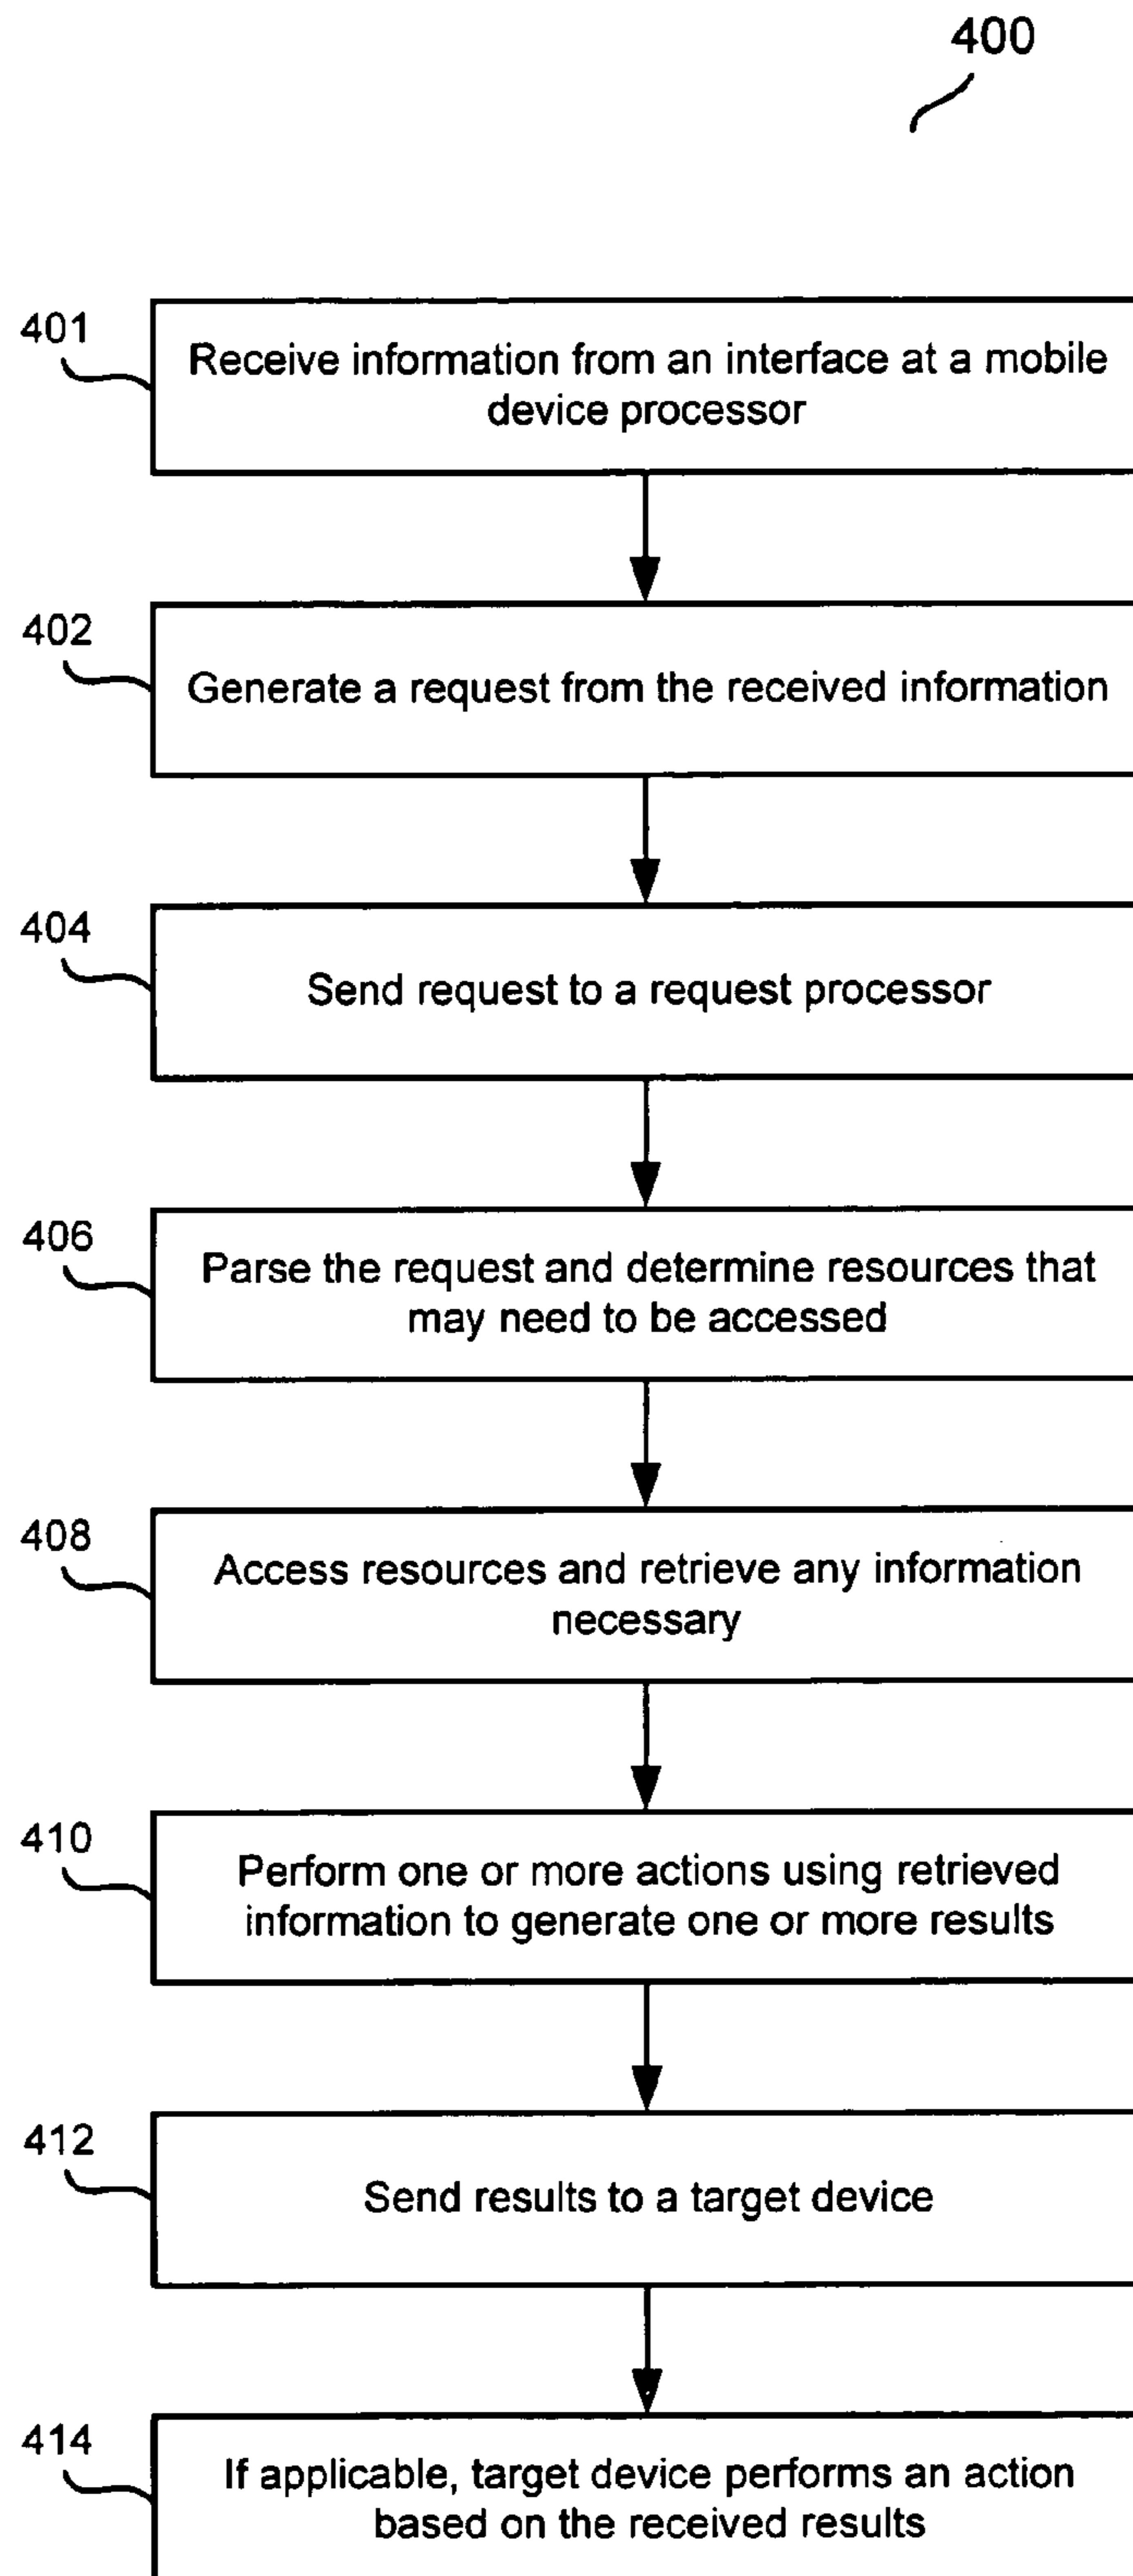 400
401
Receive information from an interface at a mobile
device processor
402
Generate a request from the received information
404
Send request to a request processor
406
Parse the request and determine resources that
may need to be accessed
408
Access resources and retrieve any information
necessary
410
Perform one or more actions using retrieved
information to generate one or more results
412
Send results to a target device
414
If applicable, target device performs an action
based on the received results